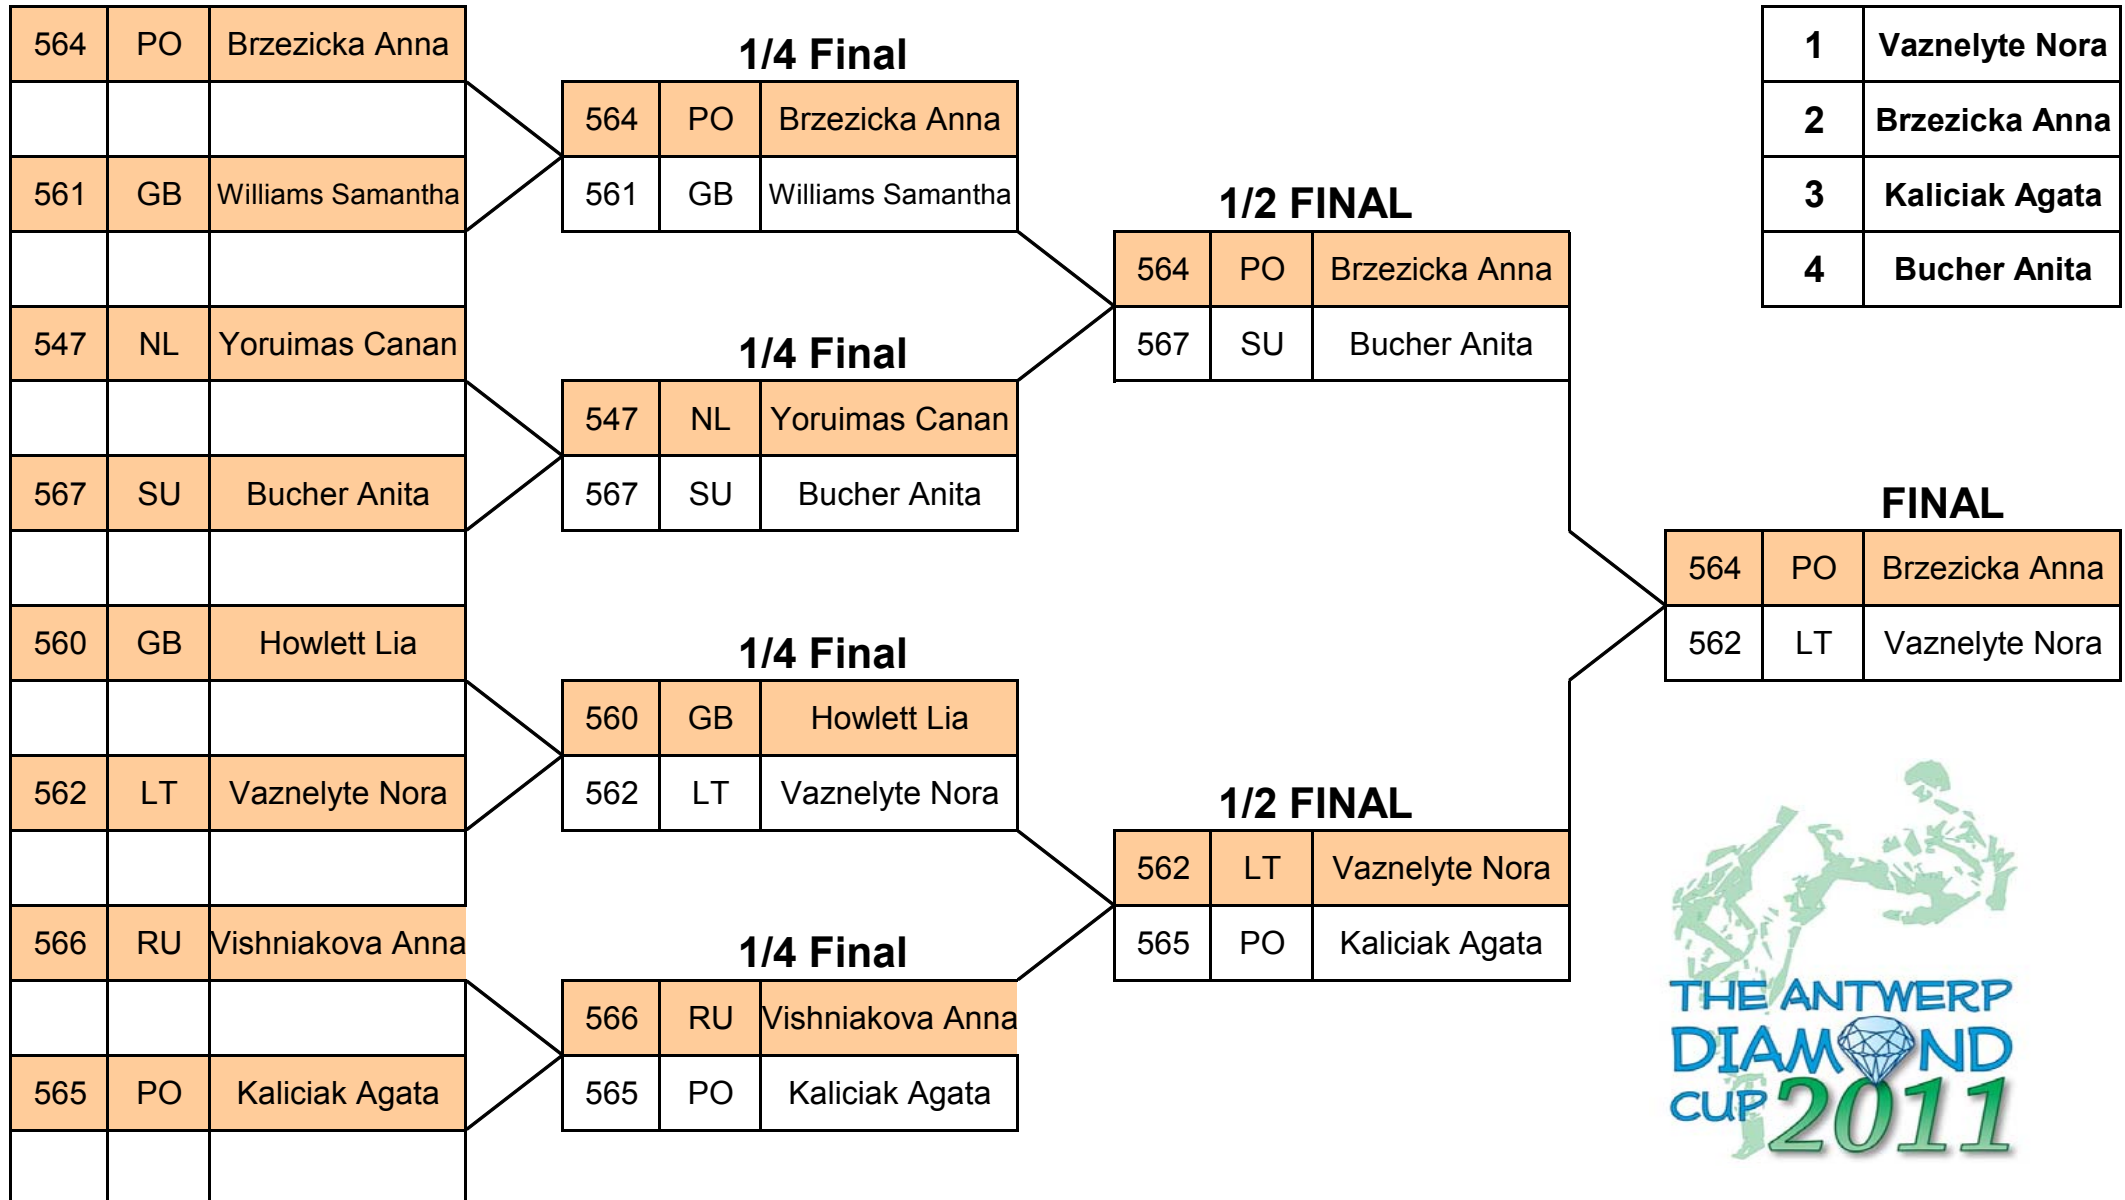 564 PO Brzezicka Anna
561 GB Williams Samantha
547 NL Yoruimas Canan
567 SU Bucher Anita
560 GB Howlett Lia
562 LT Vaznelyte Nora
566 RU Vishniakova Anna
565 PO Kaliciak Agata
1/4 Final
564 PO Brzezicka Anna
561 GB Williams Samantha
1/4 Final
547 NL Yoruimas Canan
567 SU Bucher Anita
1/4 Final
560 GB Howlett Lia
562 LT Vaznelyte Nora
1/4 Final
566 RU Vishniakova Anna
565 PO Kaliciak Agata
1/2 FINAL
564 PO Brzezicka Anna
567 SU Bucher Anita
1/2 FINAL
562 LT Vaznelyte Nora
565 PO Kaliciak Agata
1 Vaznelyte Nora
2 Brzezicka Anna
3 Kaliciak Agata
4 Bucher Anita
FINAL
564 PO Brzezicka Anna
562 LT Vaznelyte Nora
THE ANTWERP
DIAMOND
CUP 2011